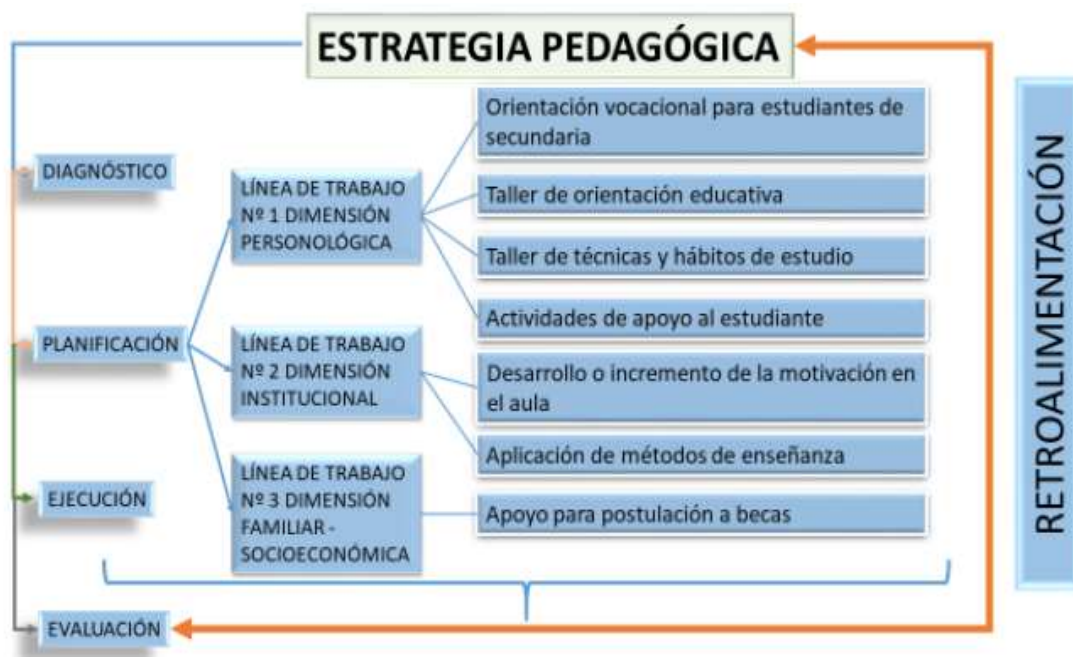 ESTRATEGIA PEDAGÓGICA
DIAGNÓSTICO
PLANIFICACIÓN
EJECUCIÓN
EVALUACIÓN
LÍNEA DE TRABAJO
Nº 1 DIMENSIÓN
PERSONOLÓGICA
LÍNEA DE TRABAJO
Nº 2 DIMENSIÓN
INSTITUCIONAL
LÍNEA DE TRABAJO
Nº 3 DIMENSIÓN
FAMILIAR -
SOCIOECONÓMICA
Orientación vocacional para estudiantes de
secundaria
Taller de orientación educativa
Taller de técnicas y hábitos de estudio
Actividades de apoyo al estudiante
Desarrollo o incremento de la motivación en
el aula
Aplicación de métodos de enseñanza
Apoyo para postulación a becas
RETROALIMENTACIÓN